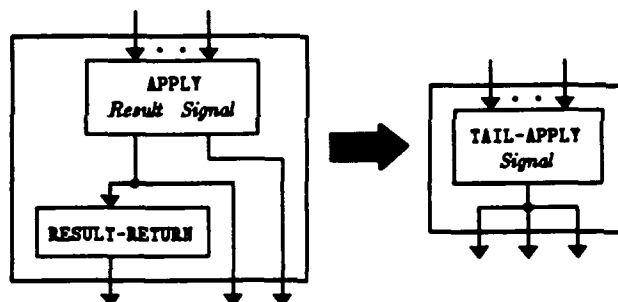 APPLY
Result Signal
RESULT-RETURN
TAIL-APPLY
Signal